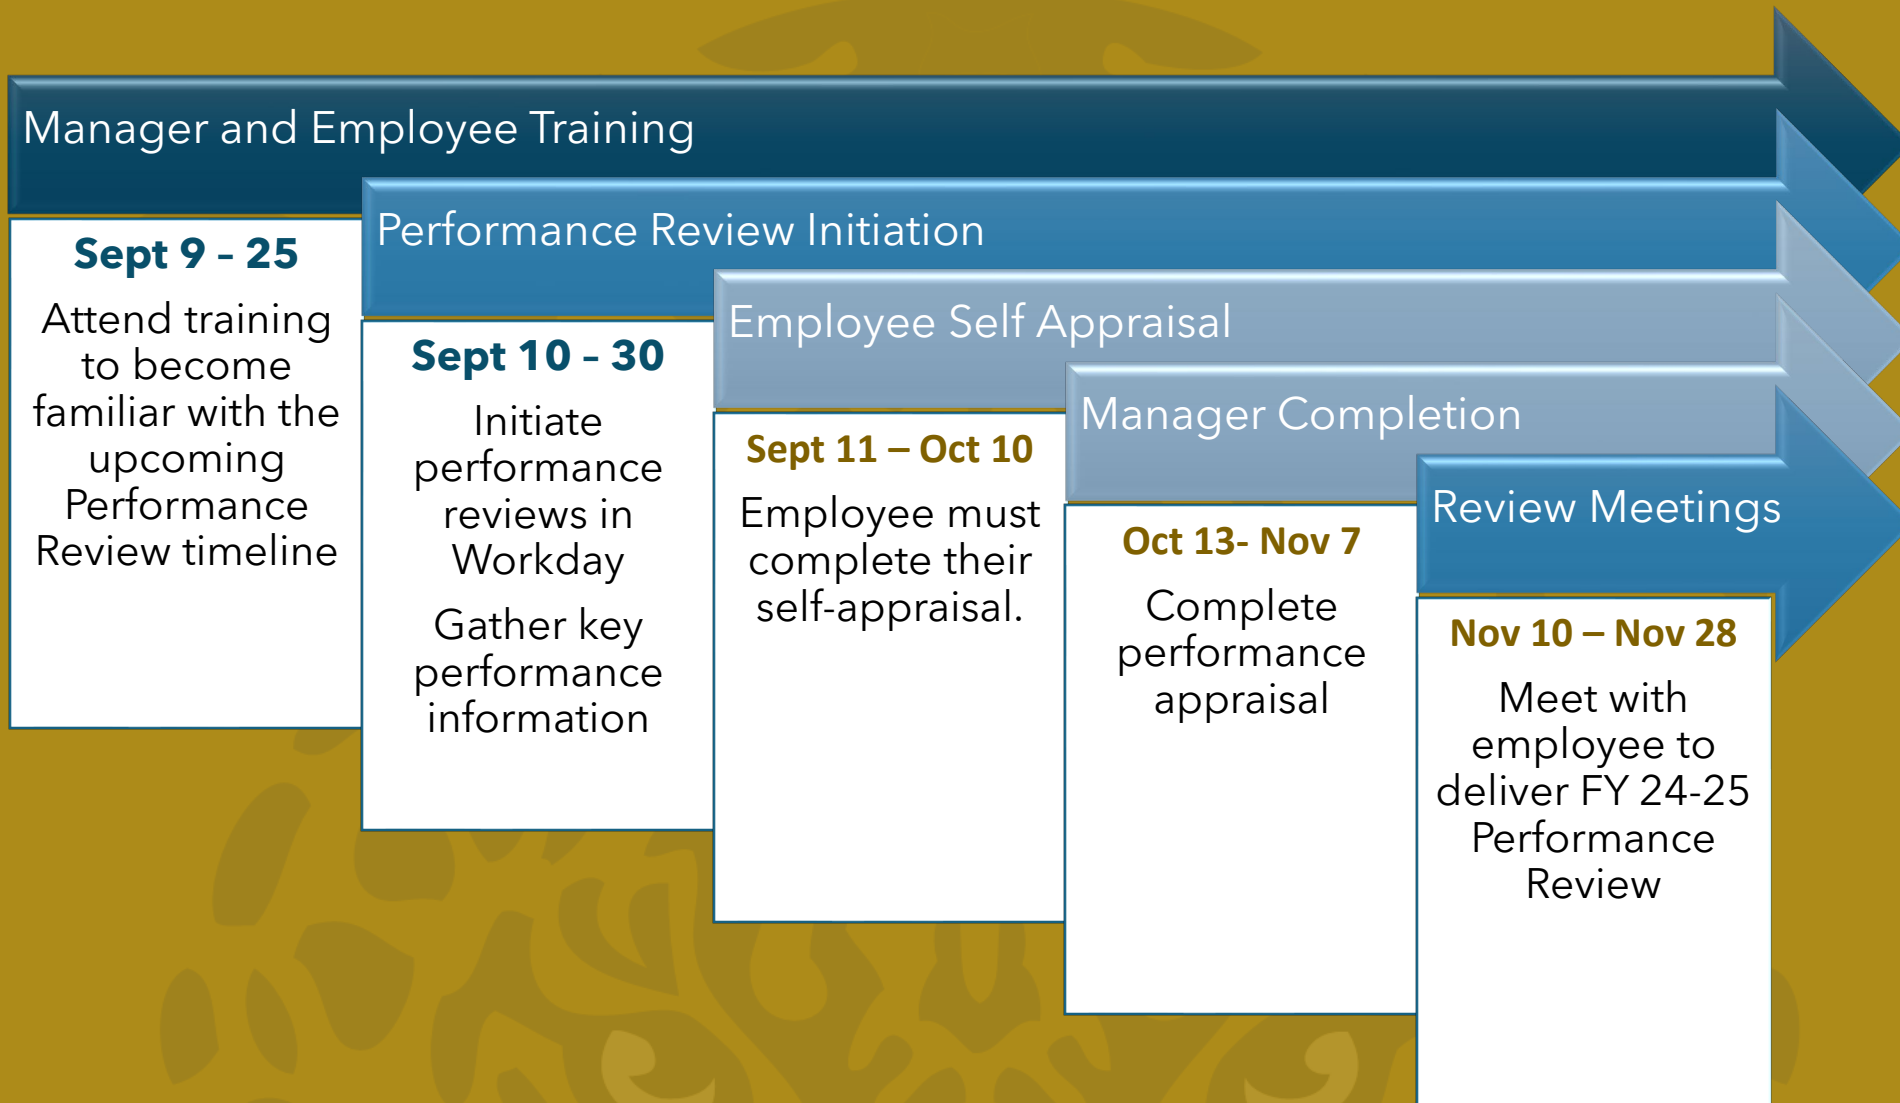 Manager and Employee Training
Sept 9 – 25
Attend training
to become
familiar with the
upcoming
Performance
Review timeline
Performance Review Initiation
Sept 10 – 30
Initiate
performance
reviews in
Workday
Gather key
performance
information
Employee Self Appraisal
Sept 11 – Oct 10
Employee must
complete their
self-appraisal.
Manager Completion
Oct 13- Nov 7
Complete
performance
appraisal
Review Meetings
Nov 10 – Nov 28
Meet with
employee to
deliver FY 24-25
Performance
Review